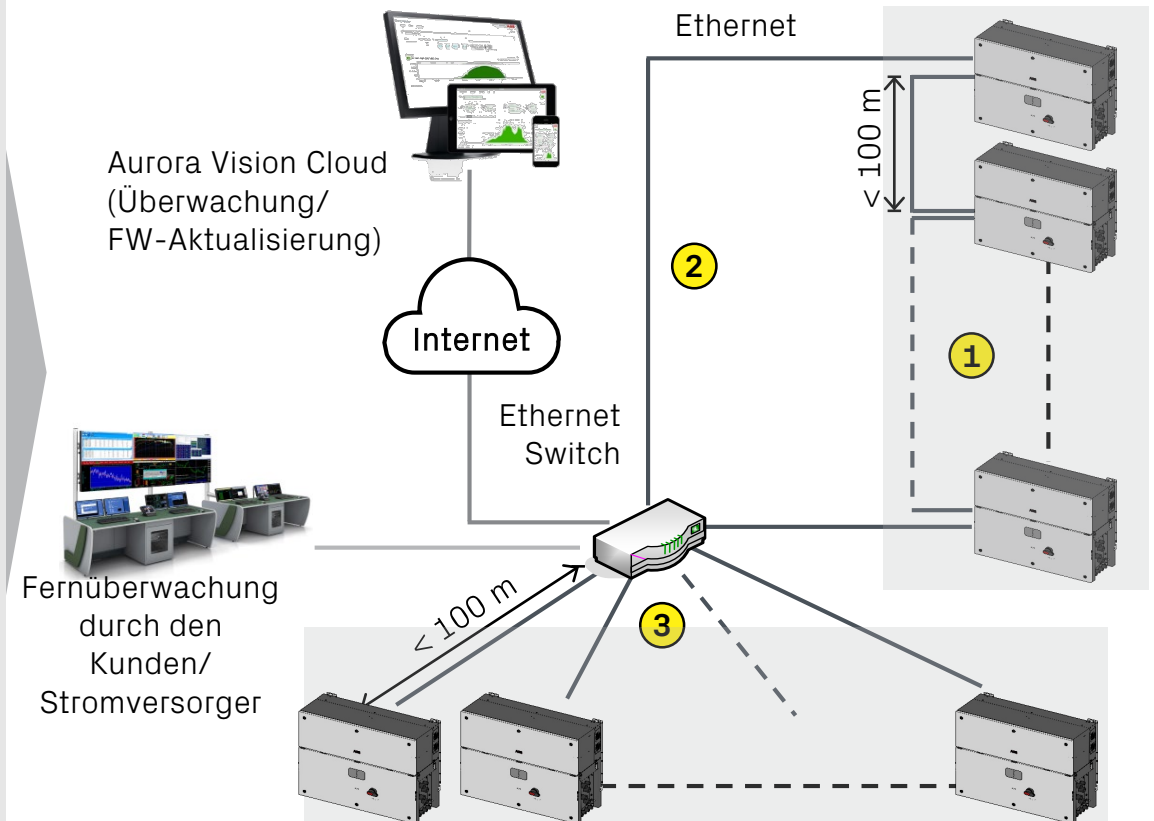 Ethernet
< 100 m
Aurora Vision Cloud
(Überwachung/
FW-Aktualisierung)
2
Internet
1
Ethernet
Switch
Fernüberwachung
durch den
Kunden/
Stromversorger
< 100 m
3